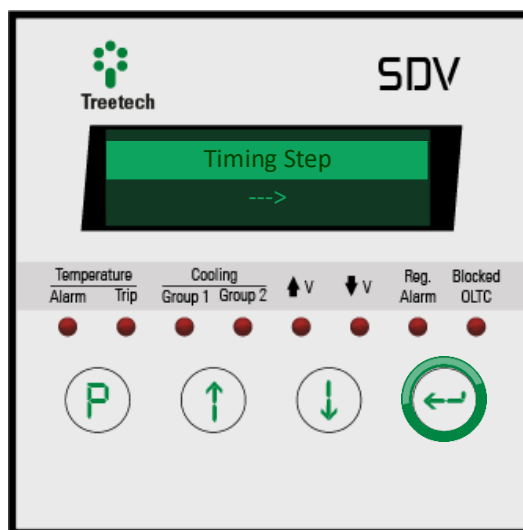 SDV
Treetech
Timing Step
--->
Temperature Cooling V V Reg. Blocked
Alarm Trip Group 1 Group 2 Alarm OLTC
P